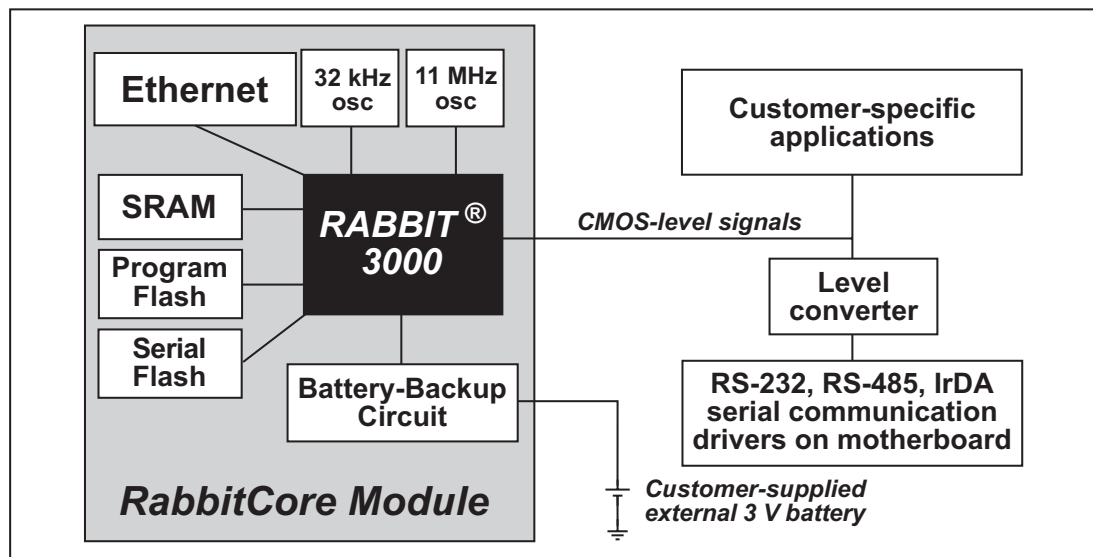 Ethernet
32 kHz
osc
11 MHz
osc
SRAM
Program
Flash
Serial
Flash
RABBIT ®
3000
Battery-Backup
Circuit
RabbitCore Module
CMOS-level signals
Customer-specific
applications
Level
converter
RS-232, RS-485, IrDA
serial communication
drivers on motherboard
Customer-supplied
external 3 V battery